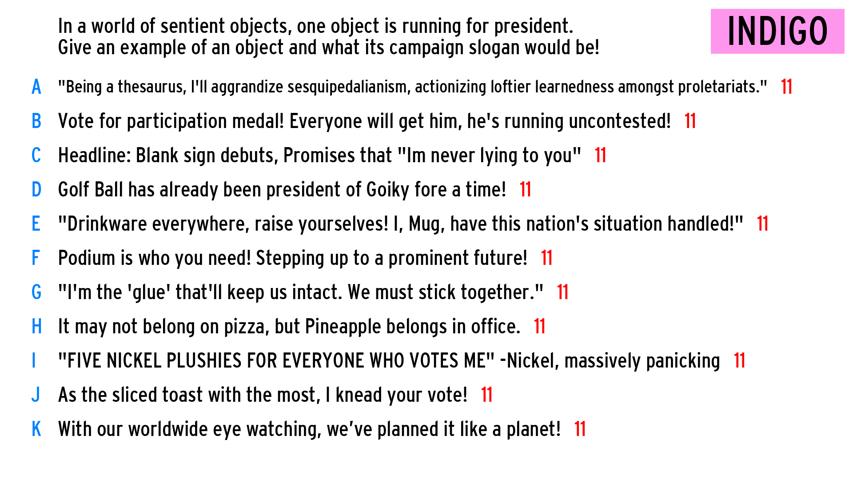 In a world of sentient objects, one object is running for president.
Give an example of an object and what its campaign slogan would be!
INDIGO
A "Being a thesaurus, I'll aggrandize sesquipedalianism, actionizing loftier learnedness amongst proletariats." 11
B Vote for participation medal! Everyone will get him, he's running uncontested! 11
C Headline: Blank sign debuts, Promises that "Im never lying to you" 11
D Golf Ball has already been president of Goiky fore a time! 11
E "Drinkware everywhere, raise yourselves! I, Mug, have this nation's situation handled!" 11
F Podium is who you need! Stepping up to a prominent future! 11
G "I'm the 'glue' that'll keep us intact. We must stick together." 11
H It may not belong on pizza, but Pineapple belongs in office. 11
I "FIVE NICKEL PLUSHIES FOR EVERYONE WHO VOTES ME" -Nickel, massively panicking 11
J As the sliced toast with the most, I knead your vote! 11
K With our worldwide eye watching, we’ve planned it like a planet! 11